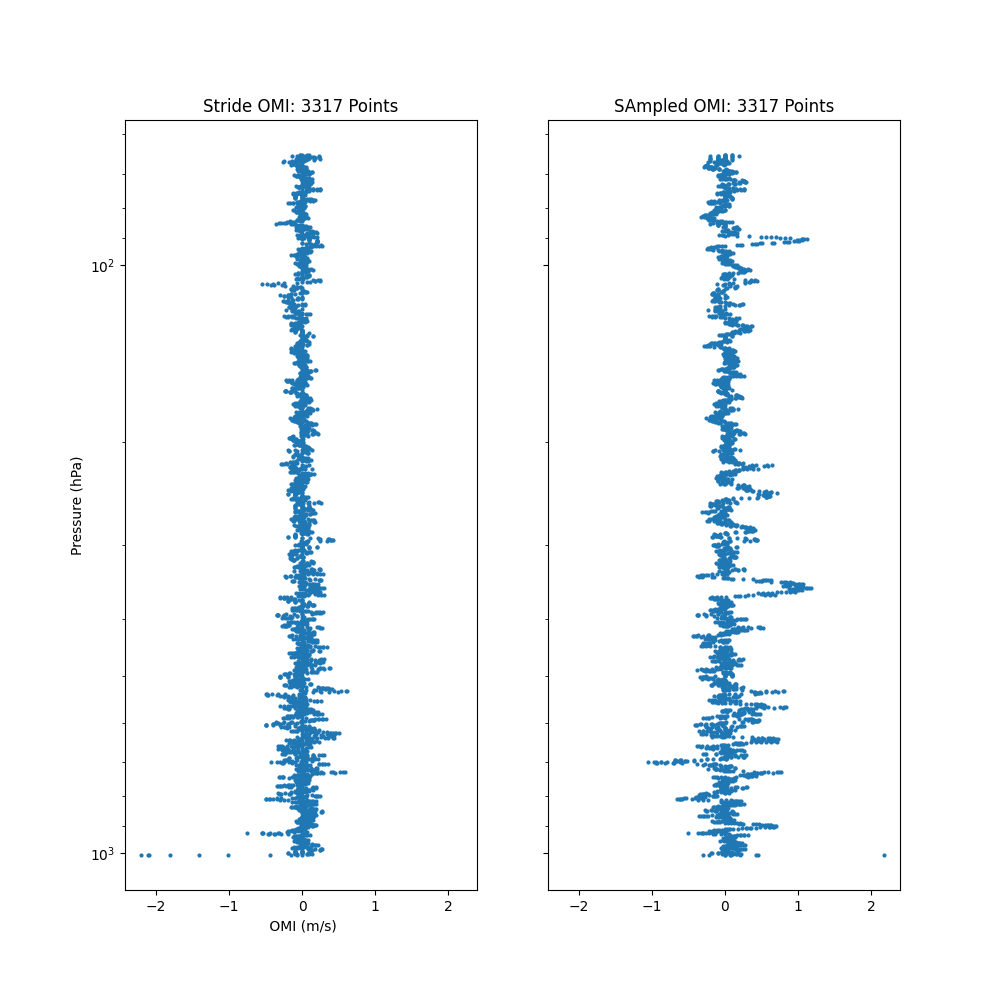 Stride OMI: 3317 Points
SAmpled OMI: 3317 Points
Pressure (hPa)
10²
10³
−2 −1 0 1 2
−2 −1 0 1 2
OMI (m/s)